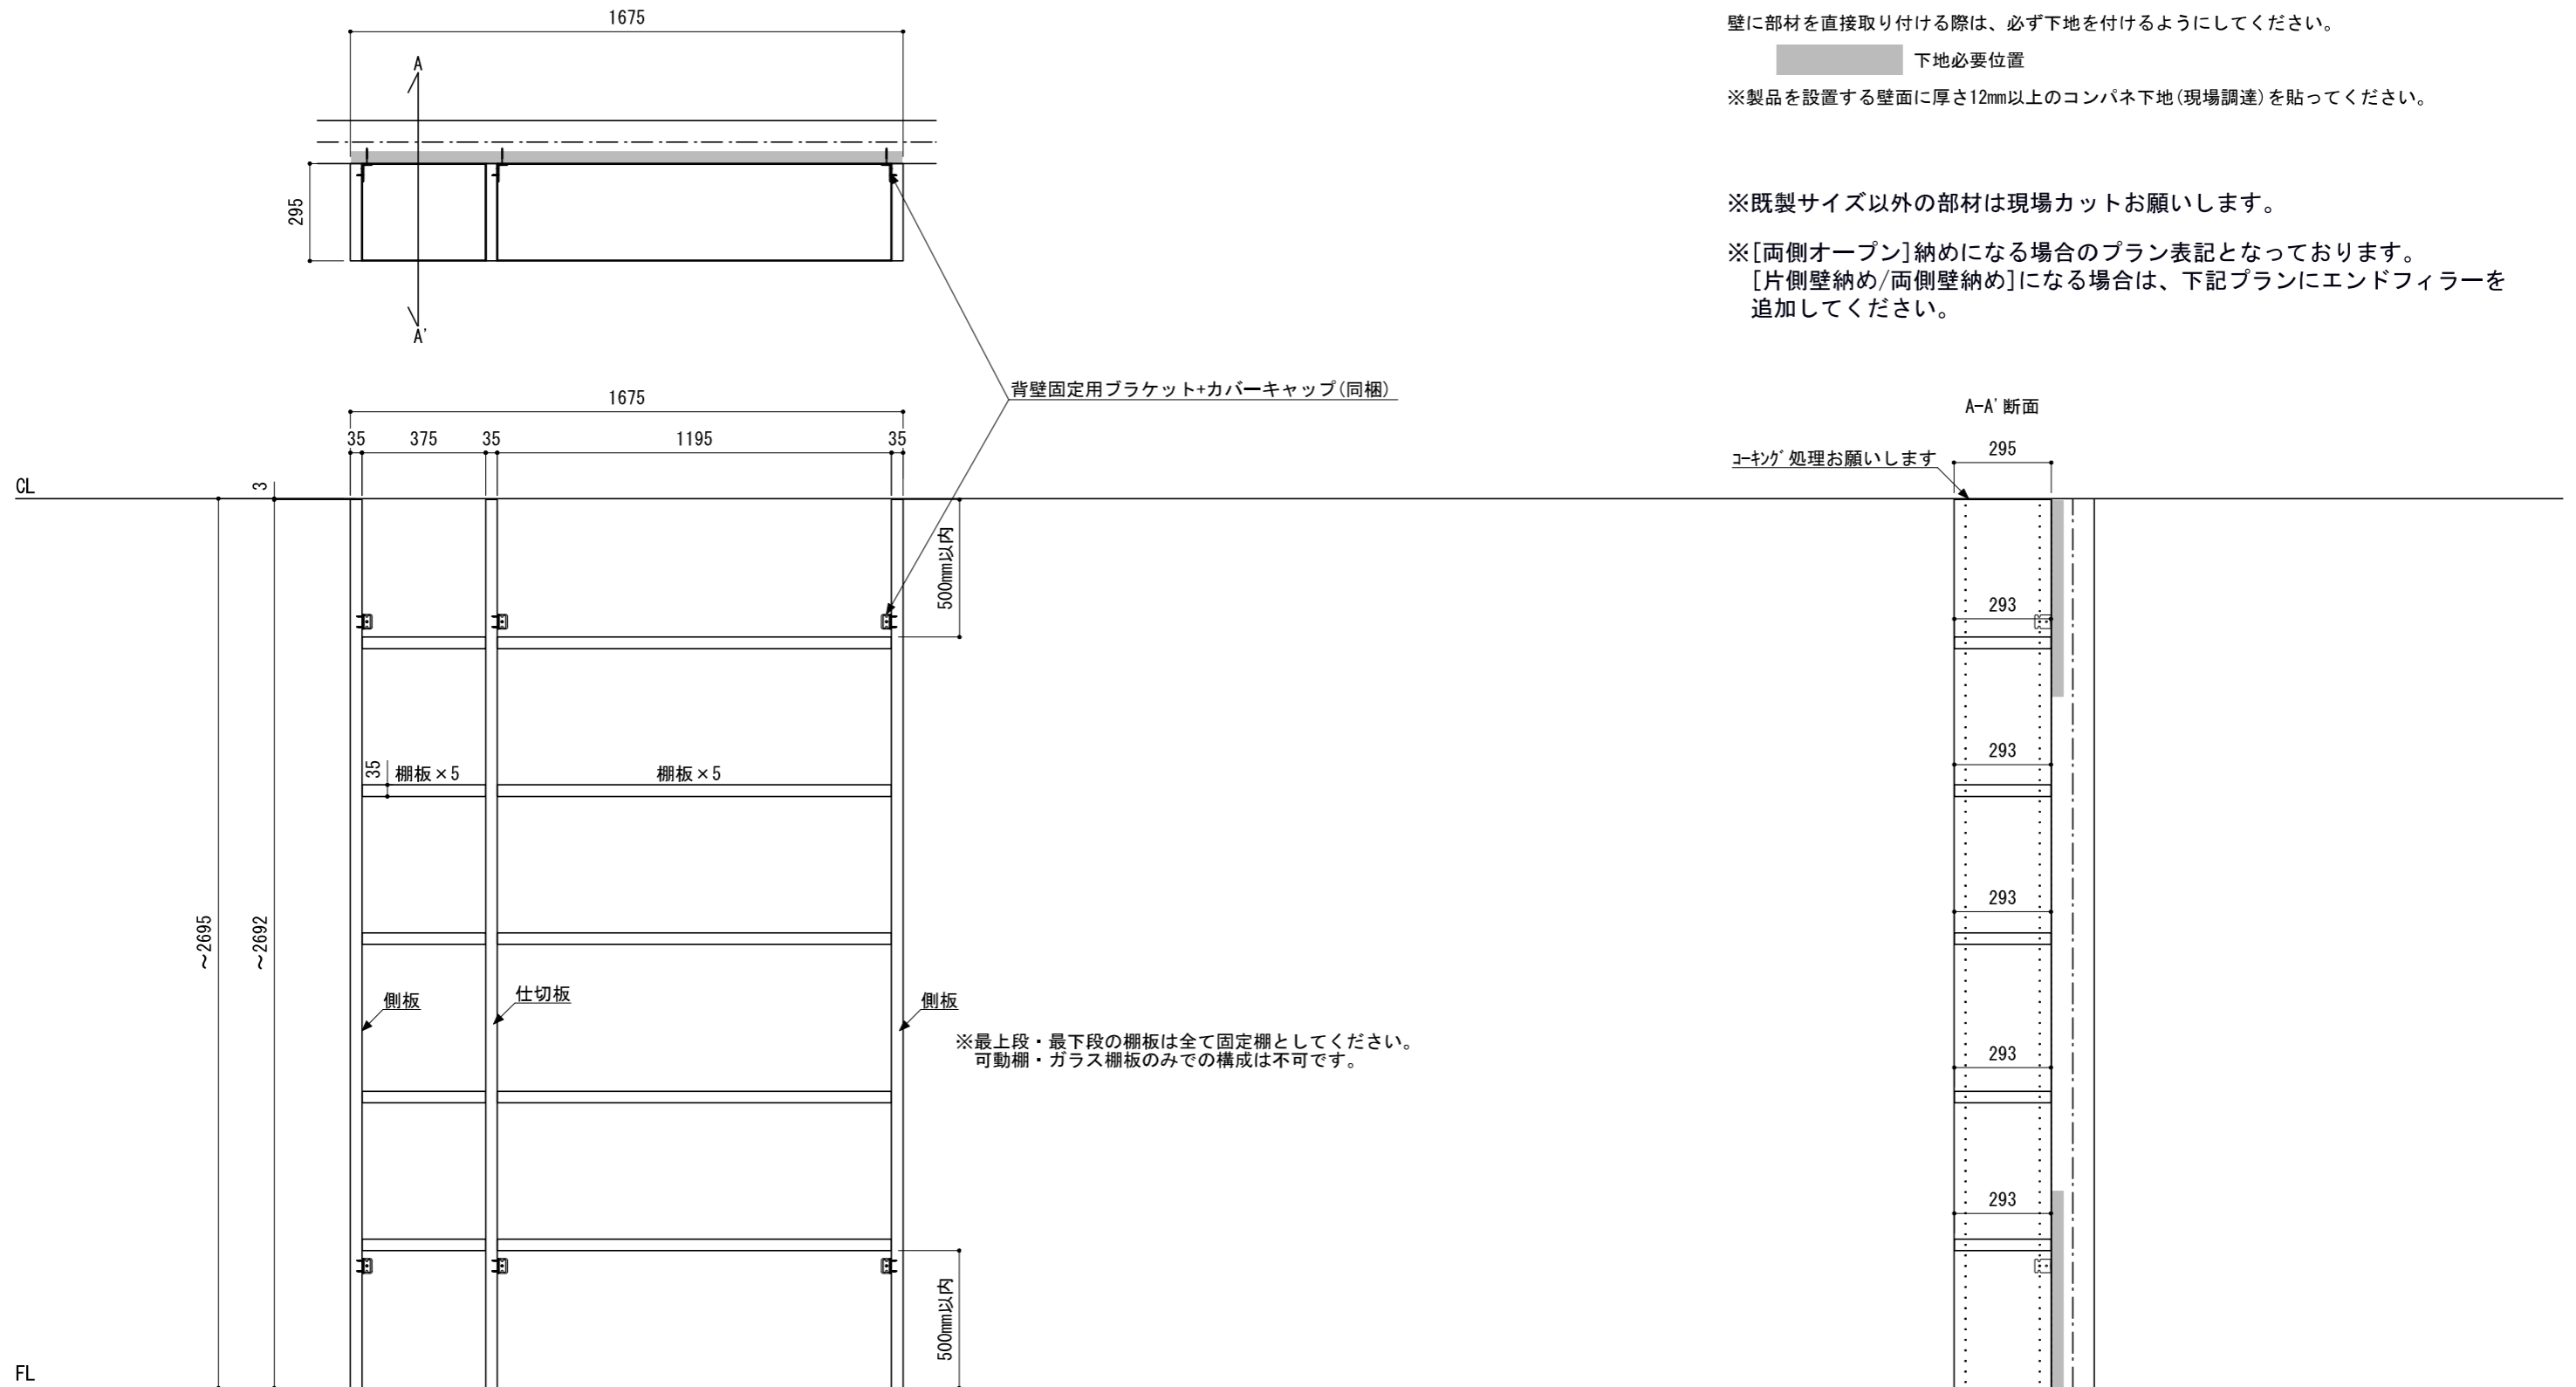 1675
壁に部材を直接取り付ける際は、必ず下地を付けるようにしてください。
下地必要位置
※製品を設置する壁面に厚さ12mm以上のコンパネ下地(現場調達)を貼ってください。
A
295
A'
※既製サイズ以外の部材は現場カットお願いします。
※[両側オープン]納めになる場合のプラン表記となっております。
[片側壁納め/両側壁納め]になる場合は、下記プランにエンドフィラーを
追加してください。
背壁固定用ブラケット+カバーキャップ(同梱)
1675
35 375 35 1195 35
A-A'断面
ｺｰｷﾝｸﾞ処理お願いします
295
CL
3
500mm以内
293
35
棚板×5
棚板×5
293
293
~2695
~2692
側板
仕切板
側板
※最上段・最下段の棚板は全て固定棚としてください。
可動棚・ガラス棚板のみでの構成は不可です。
293
293
500mm以内
FL